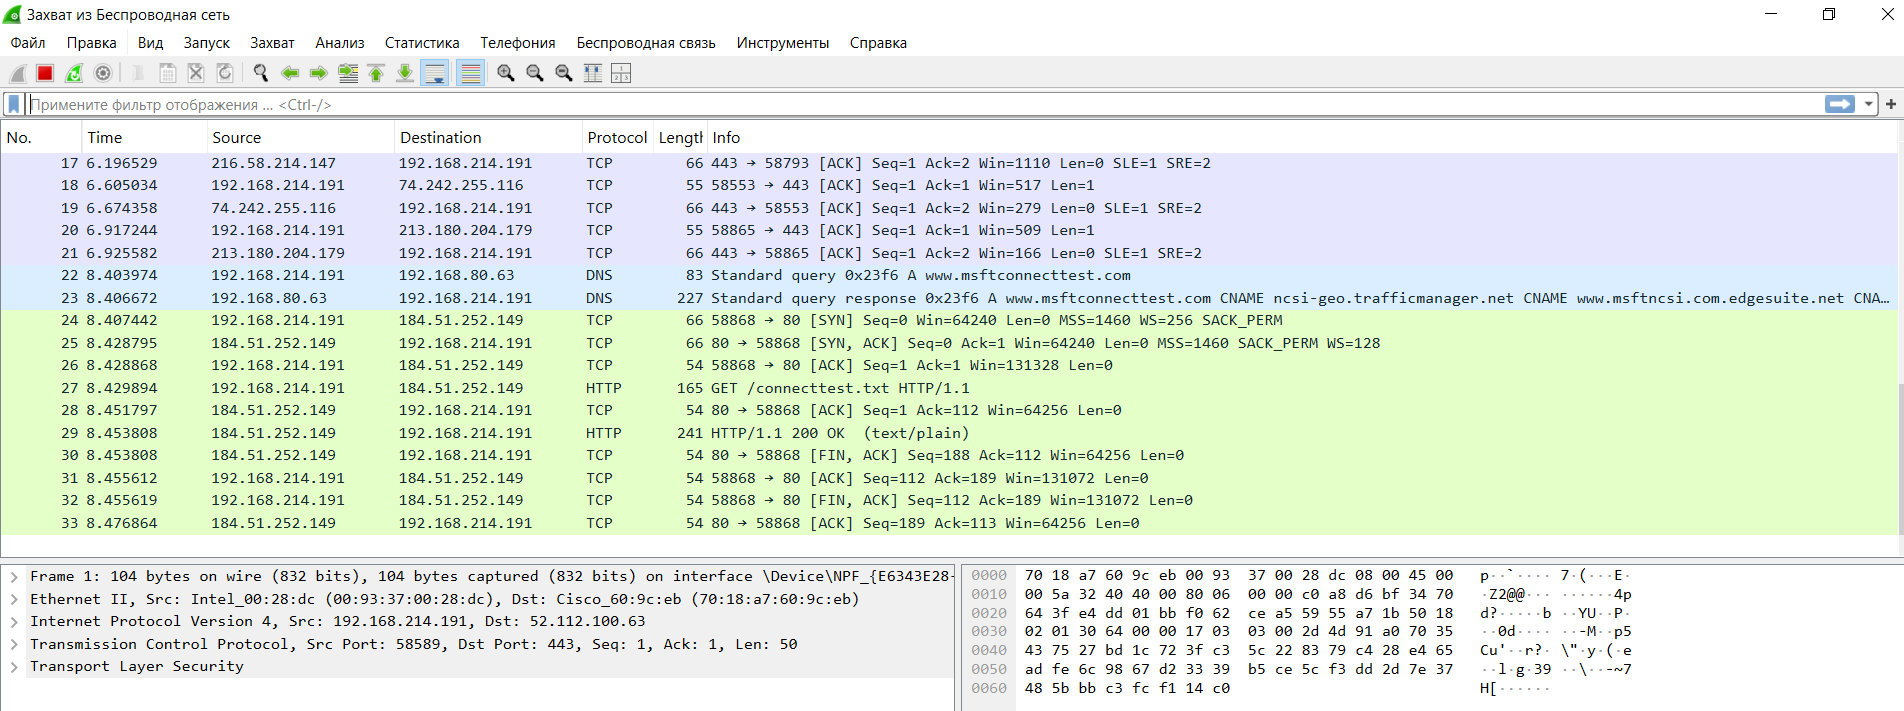 Захват из Беспроводная сеть
Файл Правка Вид Запуск Захват Анализ Статистика Телефония Беспроводная связь Инструменты Справка
Примените фильтр отображения ... <Ctrl-/>
No. Time Source Destination Protocol Length Info
17 6.196529 216.58.214.147 192.168.214.191 TCP 66 443 → 58793 [ACK] Seq=1 Ack=2 Win=1110 Len=0 SLE=1 SRE=2
18 6.605034 192.168.214.191 74.242.255.116 TCP 55 58553 → 443 [ACK] Seq=1 Ack=1 Win=517 Len=1
19 6.674358 74.242.255.116 192.168.214.191 TCP 66 443 → 58553 [ACK] Seq=1 Ack=2 Win=279 Len=0 SLE=1 SRE=2
20 6.917244 192.168.214.191 213.180.204.179 TCP 55 58865 → 443 [ACK] Seq=1 Ack=1 Win=509 Len=1
21 6.925582 213.180.204.179 192.168.214.191 TCP 66 443 → 58865 [ACK] Seq=1 Ack=2 Win=166 Len=0 SLE=1 SRE=2
22 8.403974 192.168.214.191 192.168.80.63 DNS 83 Standard query 0x23f6 A www.msftconnecttest.com
23 8.406672 192.168.80.63 192.168.214.191 DNS 227 Standard query response 0x23f6 A www.msftconnecttest.com CNAME ncsi-geo.trafficmanager.net CNAME www.msftncsi.com.edgesuite.net CNA…
24 8.407442 192.168.214.191 184.51.252.149 TCP 66 58868 → 80 [SYN] Seq=0 Win=64240 Len=0 MSS=1460 WS=256 SACK_PERM
25 8.428795 184.51.252.149 192.168.214.191 TCP 66 80 → 58868 [SYN, ACK] Seq=0 Ack=1 Win=64240 Len=0 MSS=1460 SACK_PERM WS=128
26 8.428868 192.168.214.191 184.51.252.149 TCP 54 58868 → 80 [ACK] Seq=1 Ack=1 Win=131328 Len=0
27 8.429894 192.168.214.191 184.51.252.149 HTTP 165 GET /connecttest.txt HTTP/1.1
28 8.451797 184.51.252.149 192.168.214.191 TCP 54 80 → 58868 [ACK] Seq=1 Ack=112 Win=64256 Len=0
29 8.453808 184.51.252.149 192.168.214.191 HTTP 241 HTTP/1.1 200 OK (text/plain)
30 8.453808 184.51.252.149 192.168.214.191 TCP 54 80 → 58868 [FIN, ACK] Seq=188 Ack=112 Win=64256 Len=0
31 8.455612 192.168.214.191 184.51.252.149 TCP 54 58868 → 80 [ACK] Seq=112 Ack=189 Win=131072 Len=0
32 8.455619 192.168.214.191 184.51.252.149 TCP 54 58868 → 80 [FIN, ACK] Seq=112 Ack=189 Win=131072 Len=0
33 8.476864 184.51.252.149 192.168.214.191 TCP 54 80 → 58868 [ACK] Seq=189 Ack=113 Win=64256 Len=0
Frame 1: 104 bytes on wire (832 bits), 104 bytes captured (832 bits) on interface \Device\NPF_{E6343E28-
Ethernet II, Src: Intel_00:28:dc (00:93:37:00:28:dc), Dst: Cisco_60:9c:eb (70:18:a7:60:9c:eb)
Internet Protocol Version 4, Src: 192.168.214.191, Dst: 52.112.100.63
Transmission Control Protocol, Src Port: 58589, Dst Port: 443, Seq: 1, Ack: 1, Len: 50
Transport Layer Security
0000 70 18 a7 60 9c eb 00 93 37 00 28 dc 08 00 45 00 p··`···· 7·(···E·
0010 00 5a 32 40 40 00 80 06 00 00 c0 a8 d6 bf 34 70 ·Z2@@··· ······4p
0020 64 3f e4 dd 01 bb f0 62 ce a5 59 55 a7 1b 50 18 d?·····b ··YU··P·
0030 02 01 30 64 00 00 17 03 03 00 2d 4d 91 a0 70 35 ··0d···· ··-M··p5
0040 43 75 27 bd 1c 72 3f c3 5c 22 83 79 c4 28 e4 65 Cu'··r?· \"·y·(·e
0050 ad fe 6c 98 67 d2 33 39 b5 ce 5c f3 dd 2d 7e 37 ··l·g·39 ··\··-~7
0060 48 5b bb c3 fc f1 14 c0 H[······